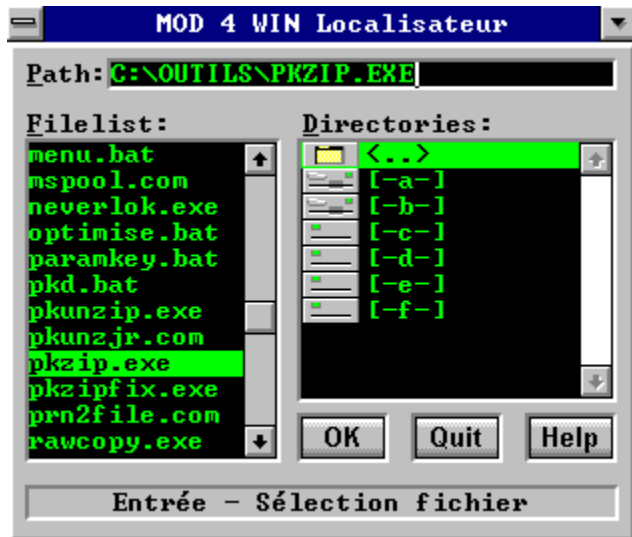 MOD 4 WIN Localisateur
Path: C:\OUTILS\PKZIP.EXE
Filelist:
menu.bat
mspool.com
neverlok.exe
optimise.bat
paramkey.bat
pkd.bat
pkunzip.exe
pkunzjr.com
pkzip.exe
pkzipfix.exe
prn2file.com
rawcopy.exe
Directories:
<..>
[-a-]
[-b-]
[-c-]
[-d-]
[-e-]
[-f-]
OK Quit Help
Entrée - Sélection fichier